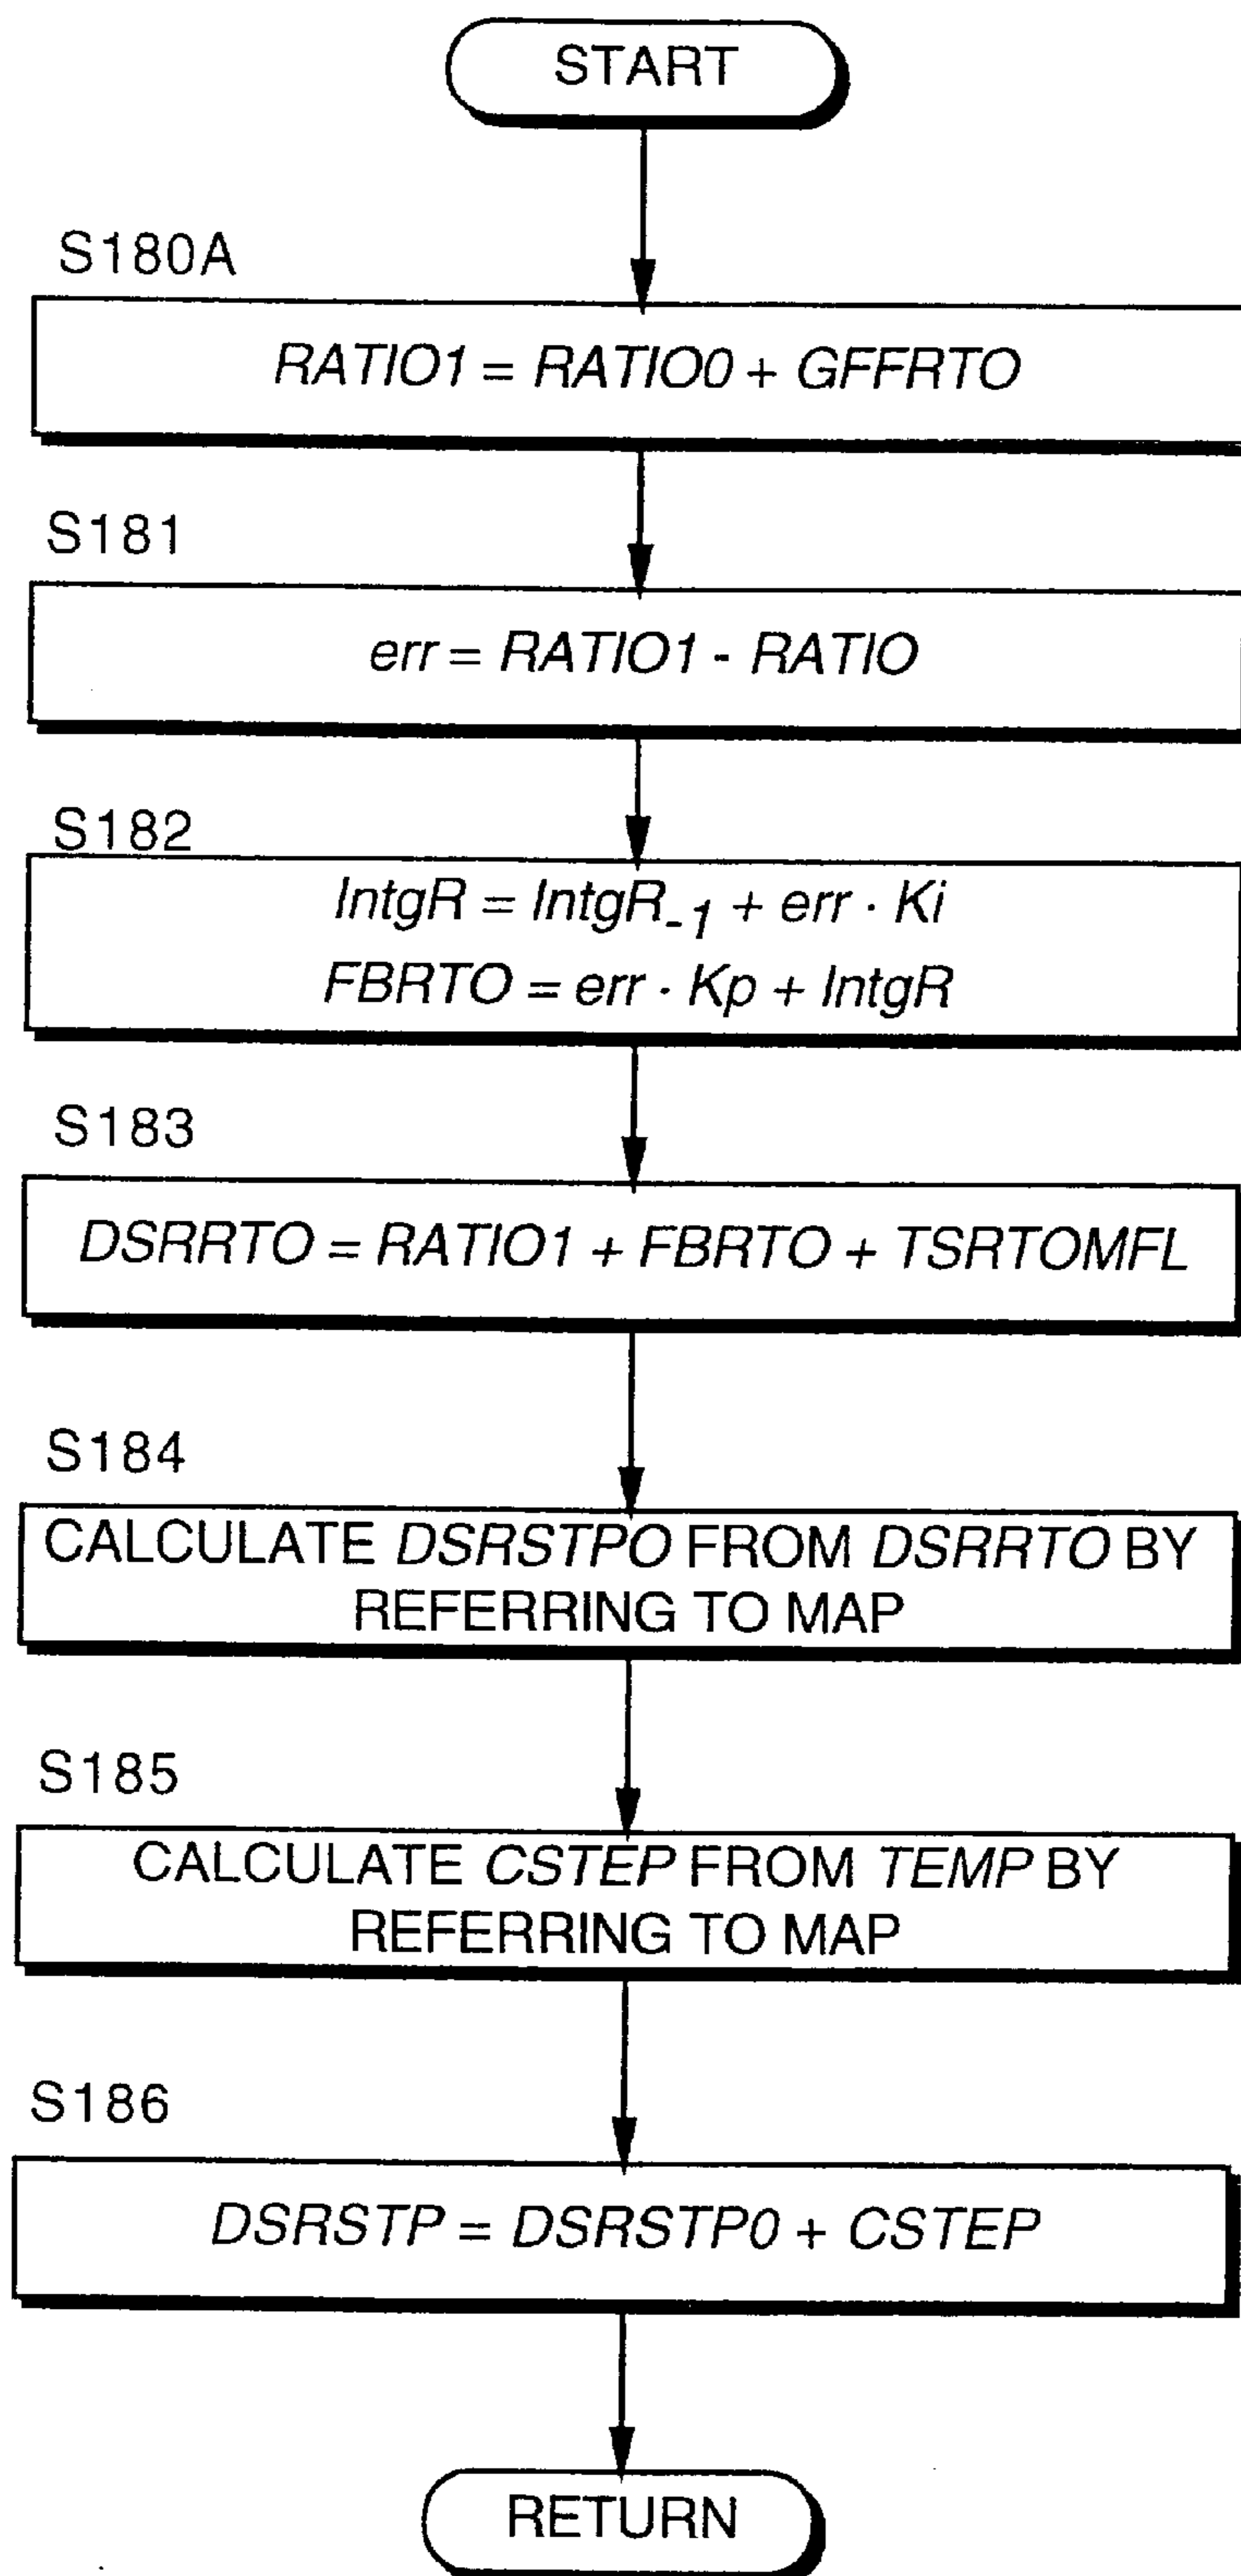 START
S180A
RATIO1 = RATIO0 + GFFRTO
S181
err = RATIO1 - RATIO
S182
IntgR = IntgR-1 + err · Ki
FBRTO = err · Kp + IntgR
S183
DSRRTO = RATIO1 + FBRTO + TSRTOMFL
S184
CALCULATE DSRSTPO FROM DSRRTO BY
REFERRING TO MAP
S185
CALCULATE CSTEP FROM TEMP BY
REFERRING TO MAP
S186
DSRSTP = DSRSTP0 + CSTEP
RETURN